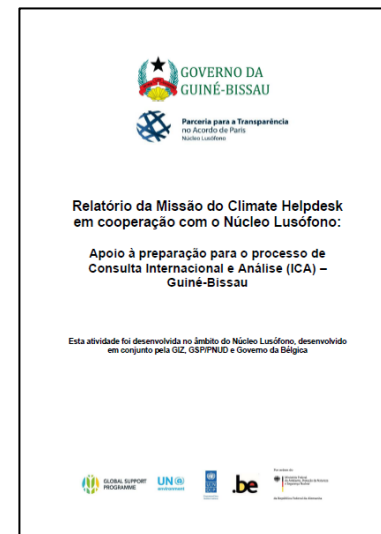 GOVERNO DA
GUINÉ-BISSAU
Parceria para a Transparência
no Acordo de Paris
Núcleo Lusófono
Relatório da Missão do Climate Helpdesk
em cooperação com o Núcleo Lusófono:
Apoio à preparação para o processo de
Consulta Internacional e Análise (ICA) –
Guiné-Bissau
Esta atividade foi desenvolvida no âmbito do Núcleo Lusófono, desenvolvido
em conjunto pela GIZ, GSP/PNUD e Governo da Bélgica
GLOBAL SUPPORT
PROGRAMME
UN
environment
.be